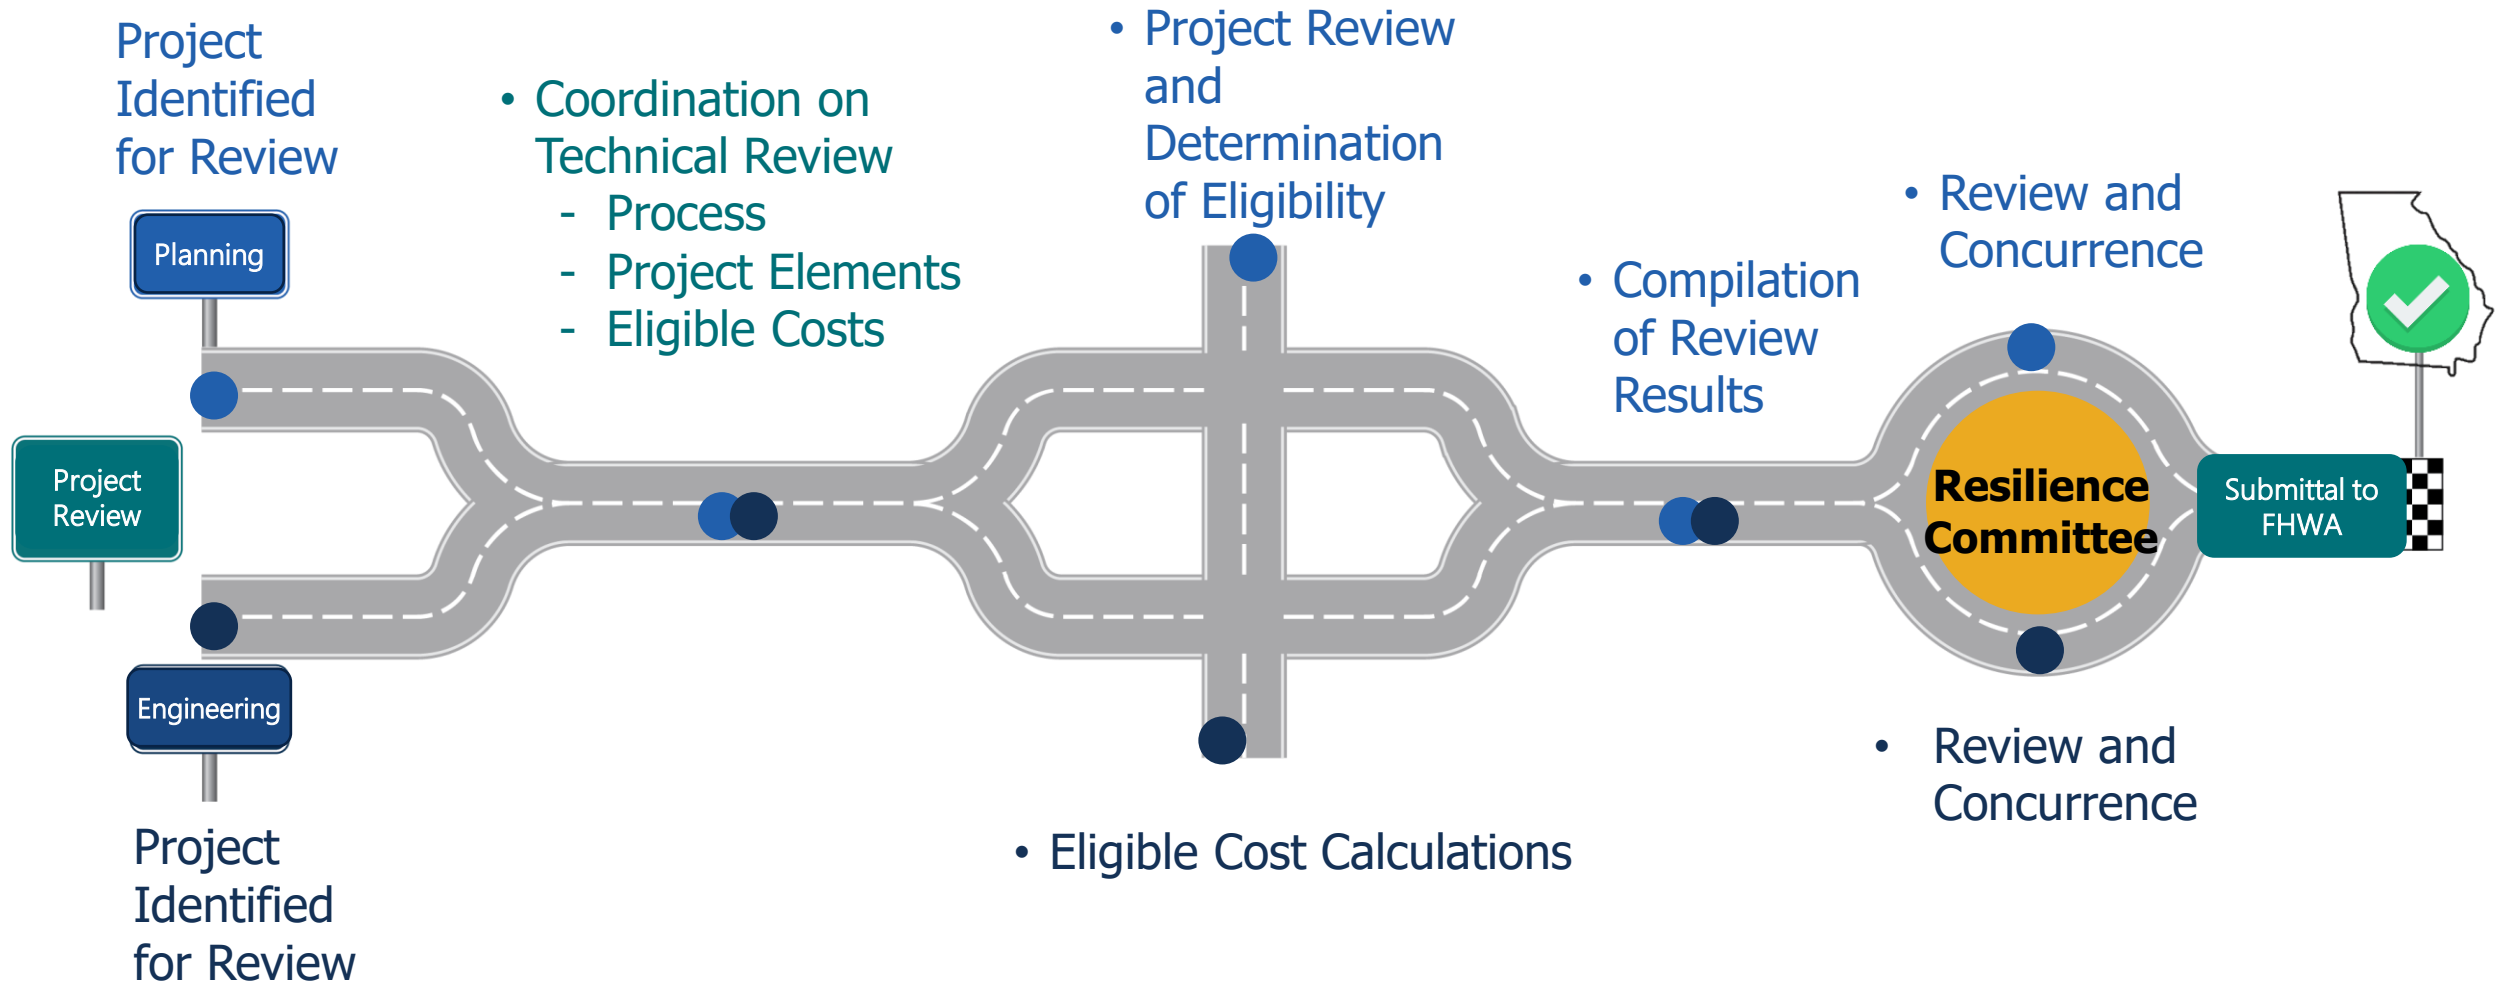 Project
Identified
for Review
Planning
Project
Review
Engineering
Project
Identified
for Review
• Coordination on
Technical Review
- Process
- Project Elements
- Eligible Costs
• Project Review
and
Determination
of Eligibility
• Eligible Cost Calculations
• Compilation
of Review
Results
• Review and
Concurrence
Resilience
Committee
• Review and
Concurrence
Submittal to
FHWA